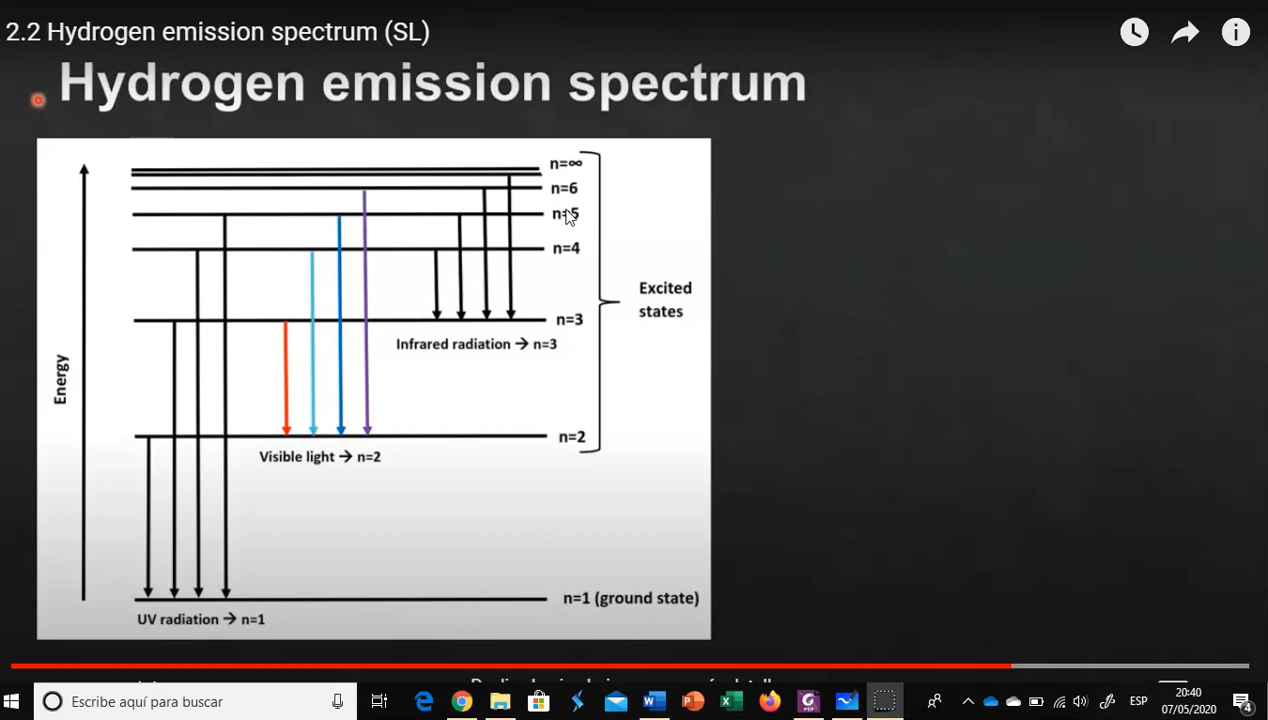 2.2 Hydrogen emission spectrum (SL)
Hydrogen emission spectrum
n=∞
n=6
n=5
n=4
Excited
states
n=3
Infrared radiation → n=3
Energy
n=2
Visible light → n=2
n=1 (ground state)
UV radiation → n=1
Escribe aquí para buscar
ESP
20:40
07/05/2020
4